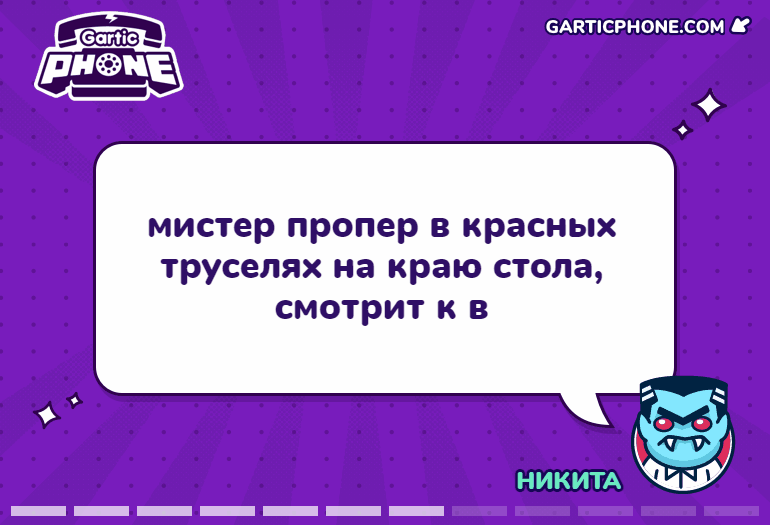 Gartic
PHONE
GARTICPHONE.COM
мистер пропер в красных
труселях на краю стола,
смотрит к в
НИКИТА